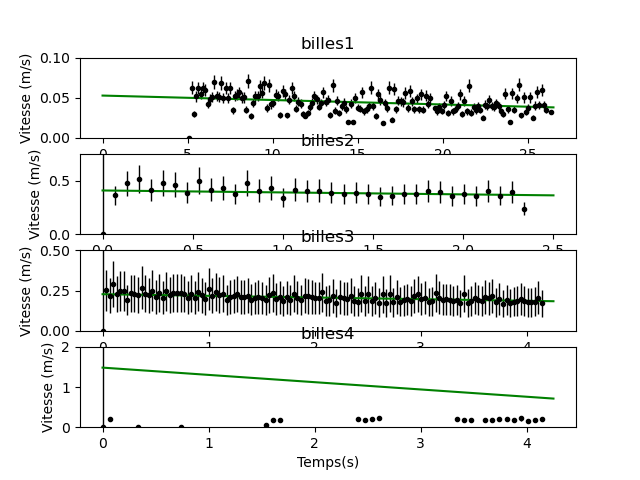 billes1
Vitesse (m/s)
0.10
0.05
0.00
0 5 10 15 20 25
billes2
Vitesse (m/s)
0.5
0.0
0.0 0.5 1.0 1.5 2.0 2.5
billes3
Vitesse (m/s)
0.50
0.25
0.00
0 1 2 3 4
billes4
Vitesse (m/s)
2
1
0
0 1 2 3 4
Temps(s)